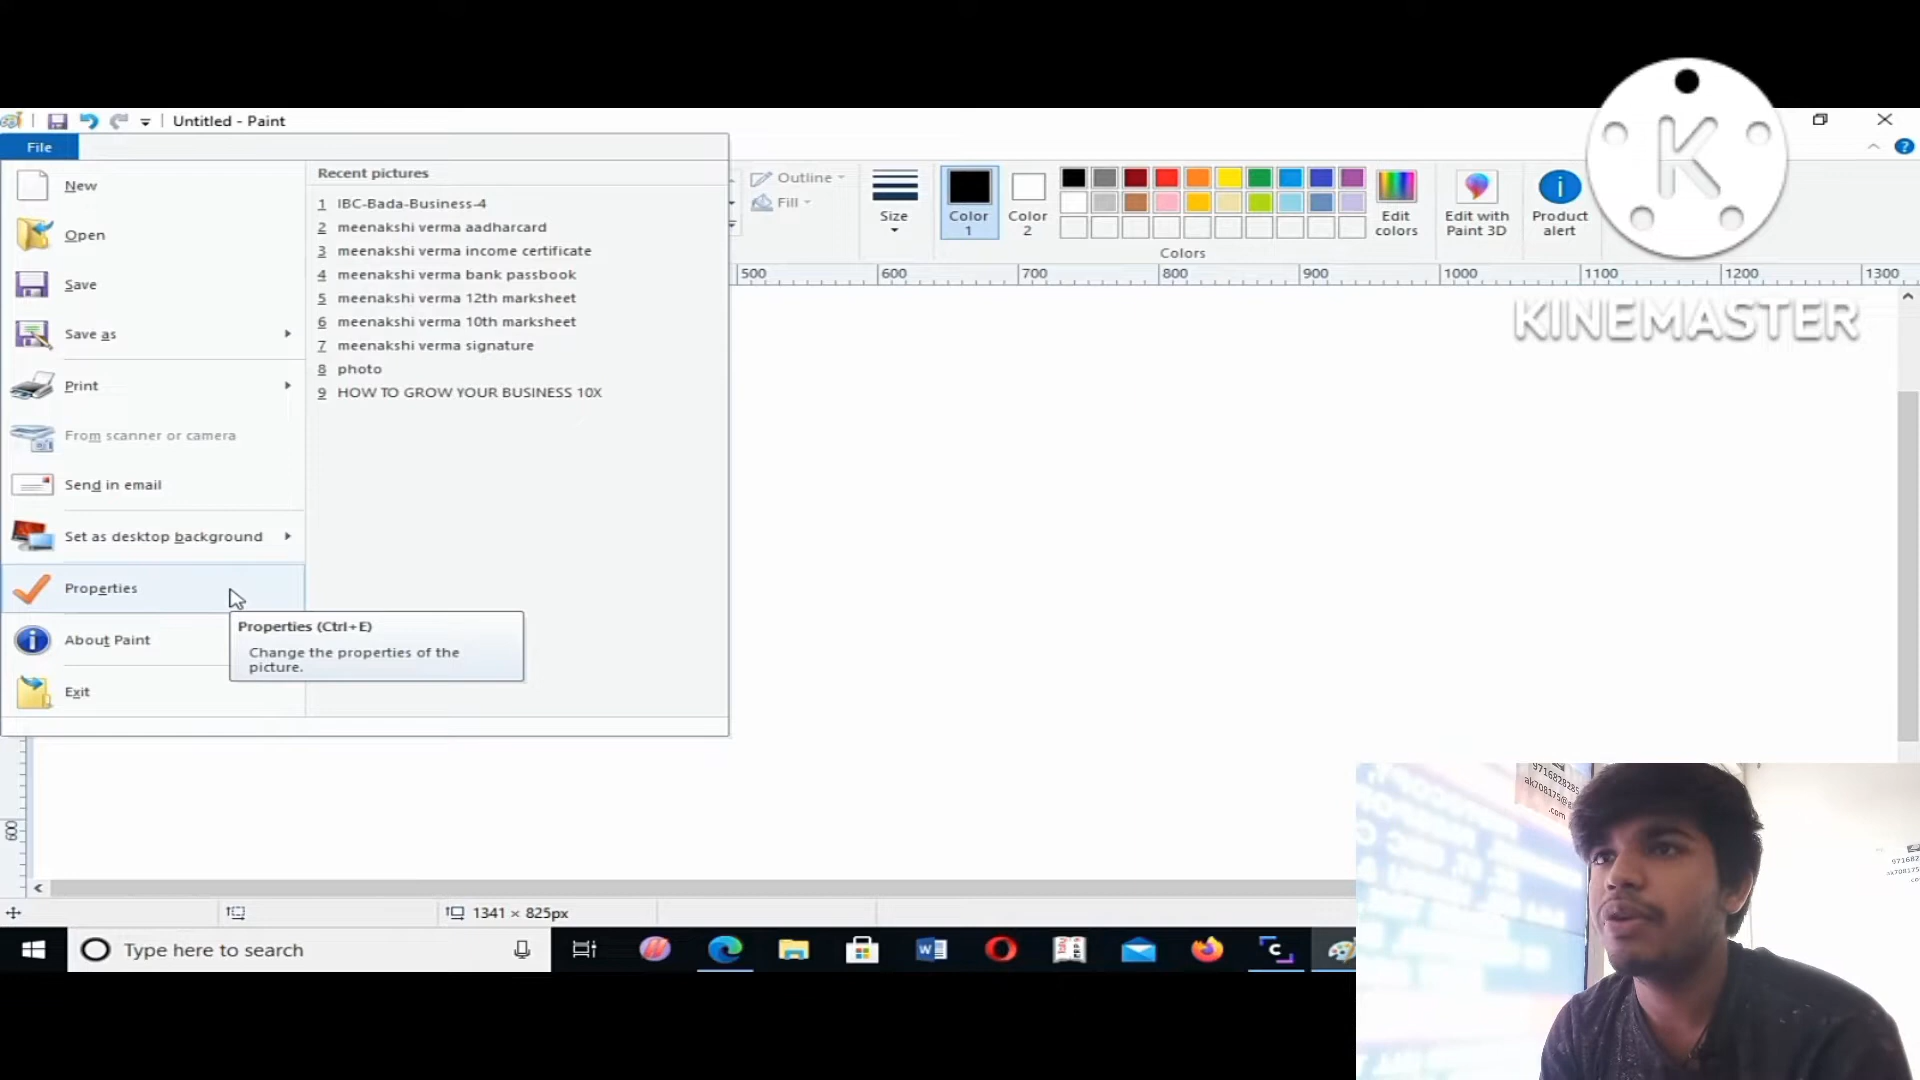 Untitled - Paint
File
New
Open
Save
Save as
Print
From scanner or camera
Send in email
Set as desktop background
Properties
About Paint
Exit
Recent pictures
1 IBC-Bada-Business-4
2 meenakshi verma aadharcard
3 meenakshi verma income certificate
4 meenakshi verma bank passbook
5 meenakshi verma 12th marksheet
6 meenakshi verma 10th marksheet
7 meenakshi verma signature
8 photo
9 HOW TO GROW YOUR BUSINESS 10X
Properties (Ctrl+E)
Change the properties of the
picture.
Outline
Fill
Size
Color
1
Color
2
Edit
colors
Edit with
Paint 3D
Product
alert
Colors
500 600 700 800 900 1000 1100 1200 1300
K
KINEMASTER
600
1341 × 825px
Type here to search
9716828285
ak708175@g
.com